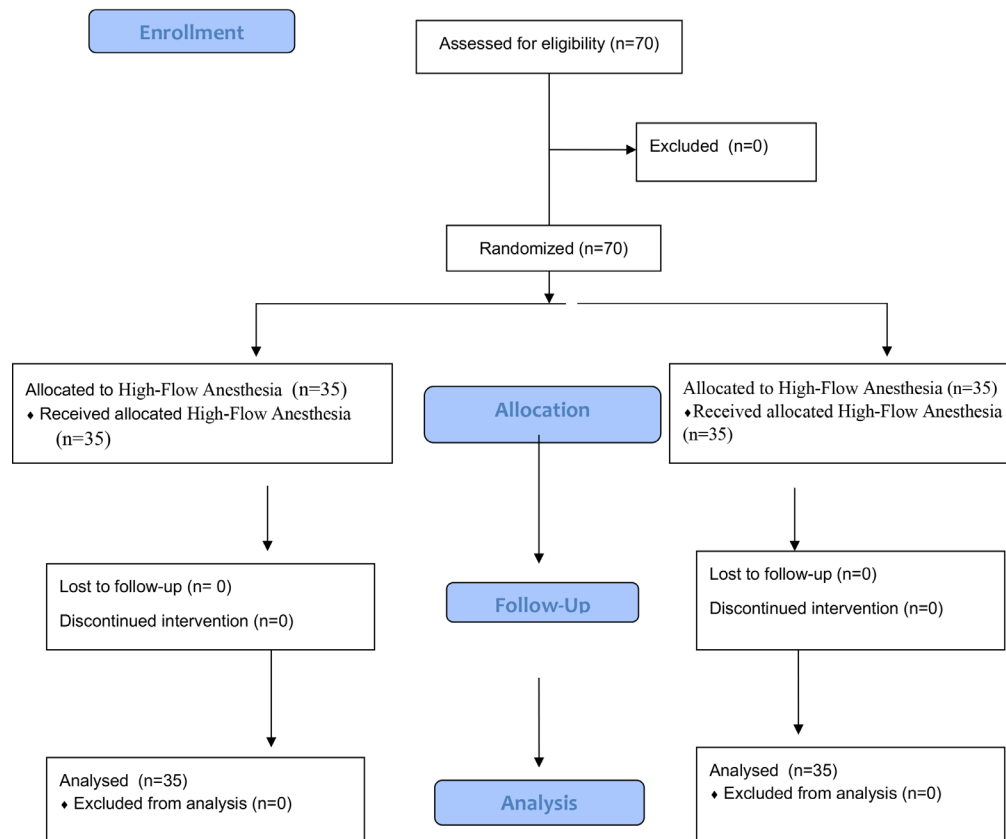 Enrollment
Assessed for eligibility (n=70)
Excluded (n=0)
Randomized (n=70)
Allocated to High-Flow Anesthesia (n=35)
♦ Received allocated High-Flow Anesthesia
(n=35)
Allocation
Allocated to High-Flow Anesthesia (n=35)
♦Received allocated High-Flow Anesthesia
(n=35)
Lost to follow-up (n= 0)
Discontinued intervention (n=0)
Follow-Up
Lost to follow-up (n=0)
Discontinued intervention (n=0)
Analysed (n=35)
♦ Excluded from analysis (n=0)
Analysis
Analysed (n=35)
♦ Excluded from analysis (n=0)